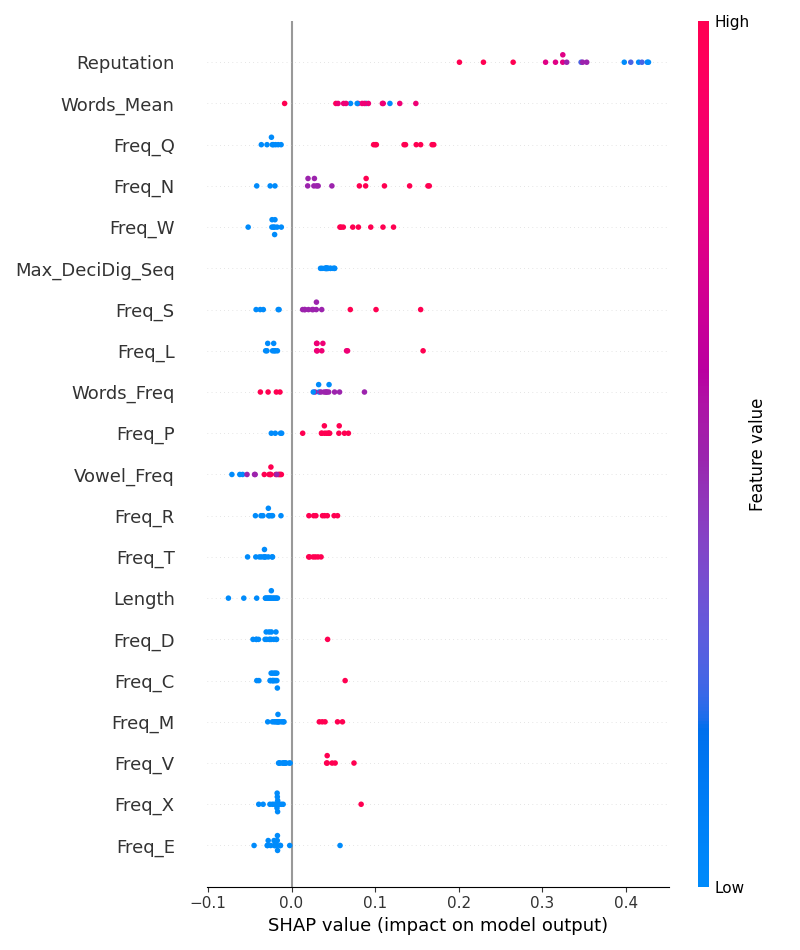 High
Reputation
Words_Mean
Freq_Q
Freq_N
Freq_W
Max_DeciDig_Seq
Freq_S
Freq_L
Words_Freq
Freq_P
Vowel_Freq
Freq_R
Freq_T
Length
Freq_D
Freq_C
Freq_M
Freq_V
Freq_X
Freq_E
Feature value
Low
−0.1 0.0 0.1 0.2 0.3 0.4
SHAP value (impact on model output)